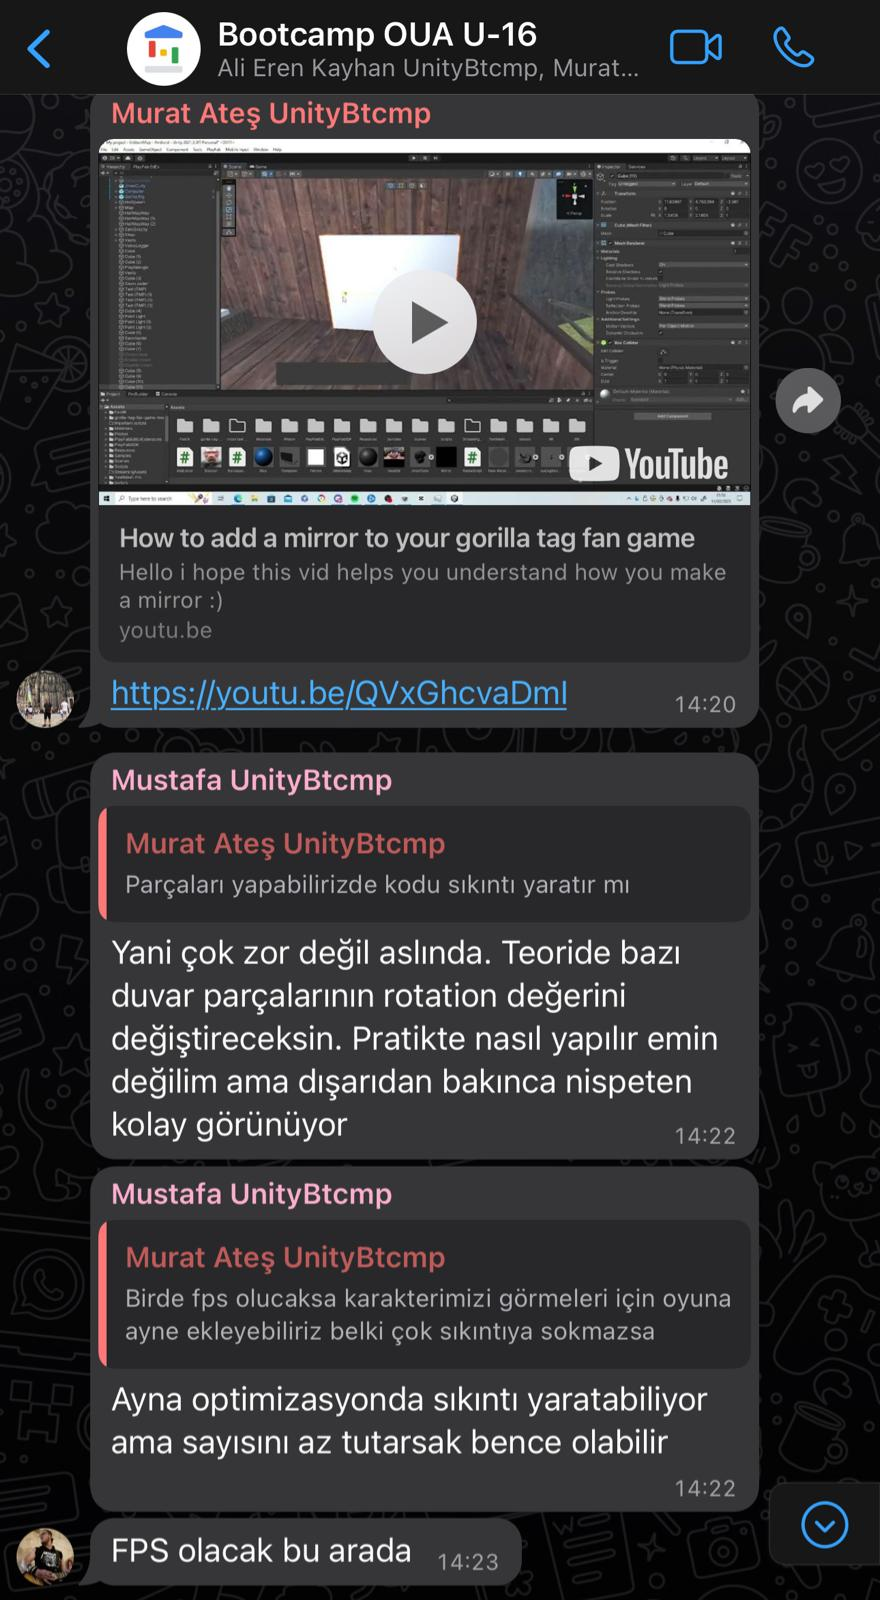 Bootcamp OUA U-16
Ali Eren Kayhan UnityBtcmp, Murat...
Murat Ateş UnityBtcmp
YouTube
How to add a mirror to your gorilla tag fan game
Hello i hope this vid helps you understand how you make
a mirror :)
youtu.be
https://youtu.be/QVxGhcvaDmI
14:20
Mustafa UnityBtcmp
Murat Ateş UnityBtcmp
Parçaları yapabilirizde kodu sıkıntı yaratır mı
Yani çok zor değil aslında. Teoride bazı
duvar parçalarının rotation değerini
değiştireceksin. Pratikte nasıl yapılır emin
değilim ama dışarıdan bakınca nispeten
kolay görünüyor
14:22
Mustafa UnityBtcmp
Murat Ateş UnityBtcmp
Birde fps olucaksa karakterimizi görmeleri için oyuna
ayne ekleyebiliriz belki çok sıkıntıya sokmazsa
Ayna optimizasyonda sıkıntı yaratabiliyor
ama sayısını az tutarsak bence olabilir
14:22
FPS olacak bu arada
14:23